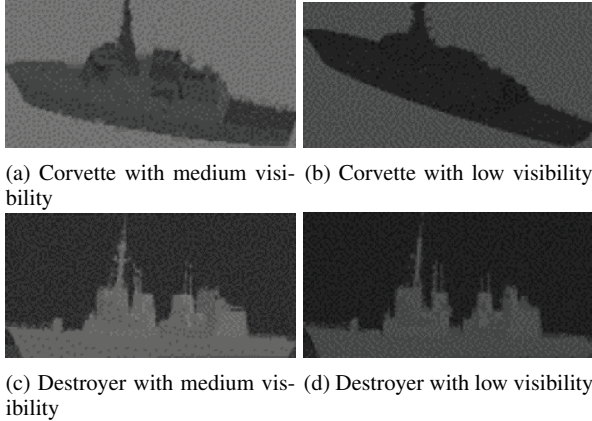 (a) Corvette with medium visi-
bility
(b) Corvette with low visibility
(c) Destroyer with medium vis-
ibility
(d) Destroyer with low visibility